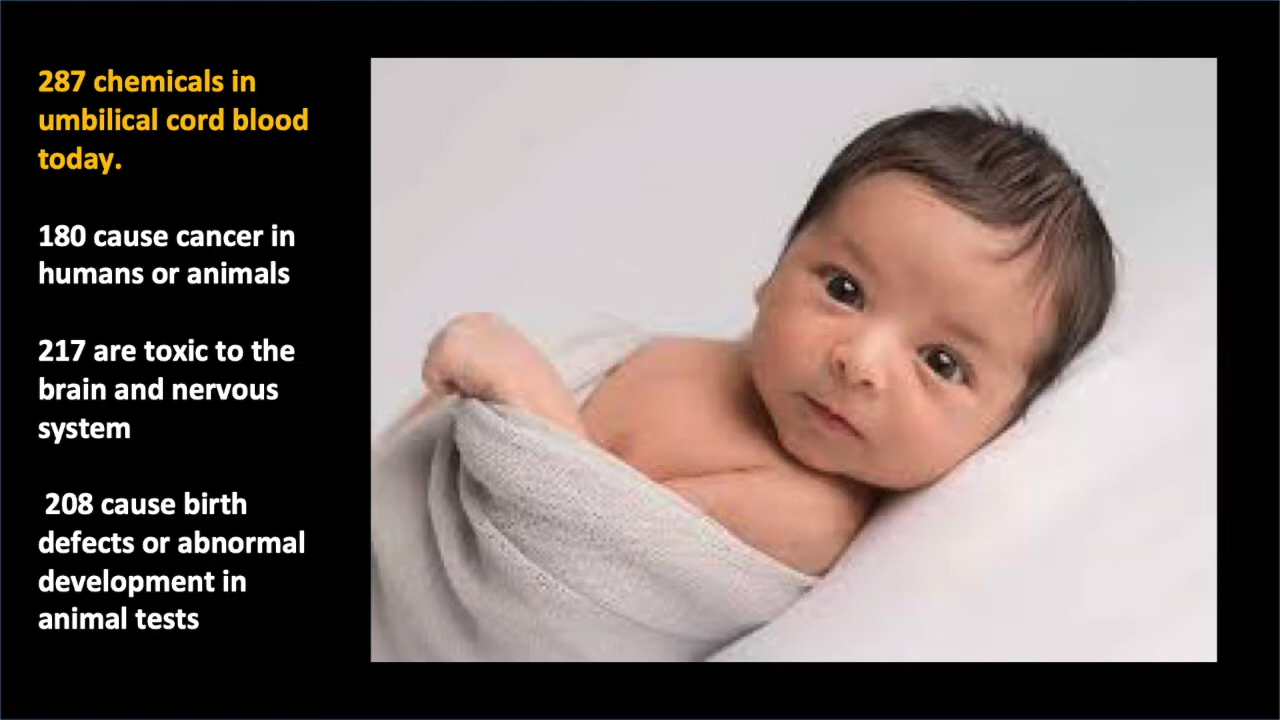 287 chemicals in
umbilical cord blood
today.
180 cause cancer in
humans or animals
217 are toxic to the
brain and nervous
system
208 cause birth
defects or abnormal
development in
animal tests